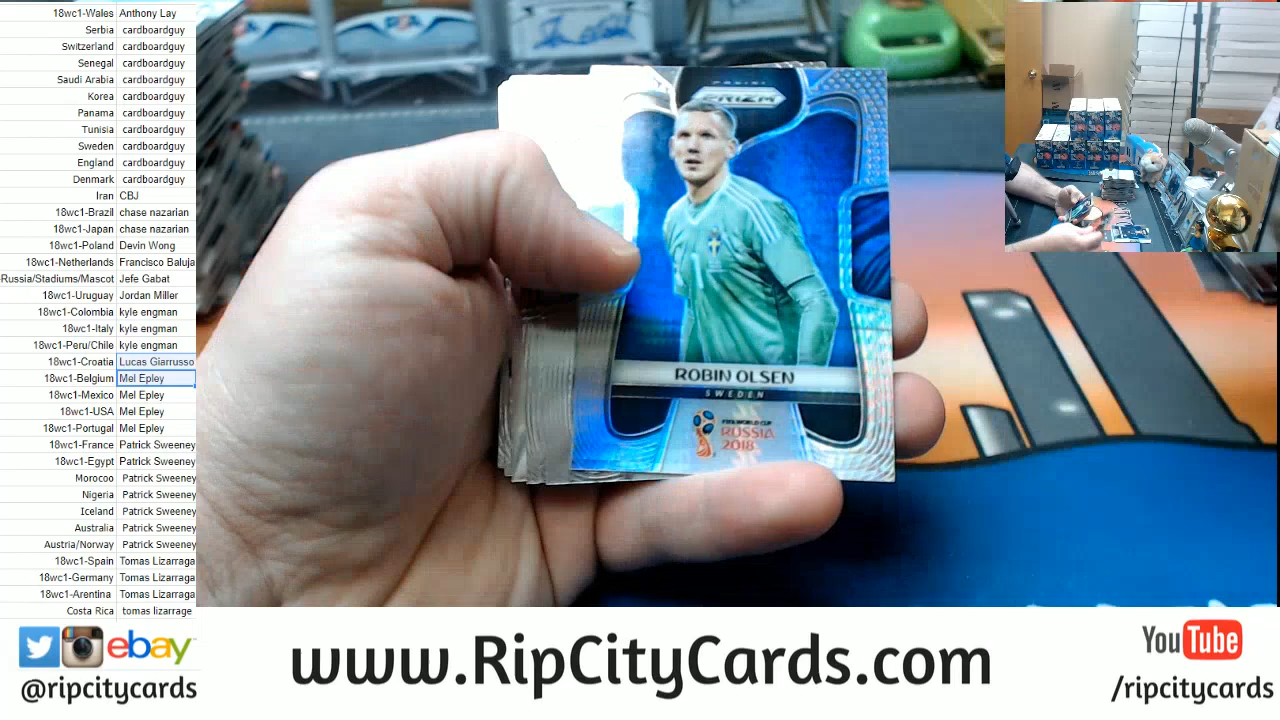 18wc1-Wales Anthony Lay
Serbia cardboardguy
Switzerland cardboardguy
Senegal cardboardguy
Saudi Arabia cardboardguy
Korea cardboardguy
Panama cardboardguy
Tunisia cardboardguy
Sweden cardboardguy
England cardboardguy
Denmark cardboardguy
Iran CBJ
18wc1-Brazil chase nazarian
18wc1-Japan chase nazarian
18wc1-Poland Devin Wong
18wc1-Netherlands Francisco Baluja
-Russia/Stadiums/Mascot Jefe Gabat
18wc1-Uruguay Jordan Miller
18wc1-Colombia kyle engman
18wc1-Italy kyle engman
18wc1-Peru/Chile kyle engman
18wc1-Croatia Lucas Giarrusso
18wc1-Belgium Mel Epley
18wc1-Mexico Mel Epley
18wc1-USA Mel Epley
18wc1-Portugal Mel Epley
18wc1-France Patrick Sweeney
18wc1-Egypt Patrick Sweeney
Morocoo Patrick Sweeney
Nigeria Patrick Sweeney
Iceland Patrick Sweeney
Australia Patrick Sweeney
Austria/Norway Patrick Sweeney
18wc1-Spain Tomas Lizarraga
18wc1-Germany Tomas Lizarraga
18wc1-Arentina Tomas Lizarraga
Costa Rica tomas lizarrage
PANINI
PRIZM
ROBIN OLSEN
SWEDEN
FIFA WORLD CUP
RUSSIA
2018
ebay
@ripcitycards
www.RipCityCards.com
YouTube
/ripcitycards